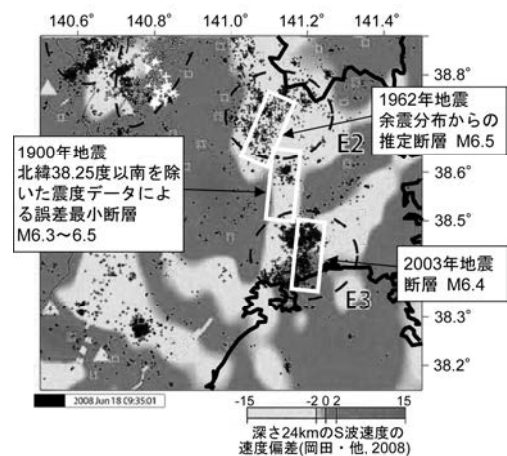 140.6° 140.8° 141.0° 141.2° 141.4°
38.8°
1962年地震
余震分布からの
推定断層 M6.5
E2
38.6°
1900年地震
北緯38.25度以南を除
いた震度データによ
る誤差最小断層
M6.3～6.5
38.5°
2003年地震
断層 M6.4
E3
38.3°
38.2°
2008 Jun 18 09:35:01
-15 -2 0 2 15
深さ24kmのS波速度の
速度偏差(岡田・他, 2008)